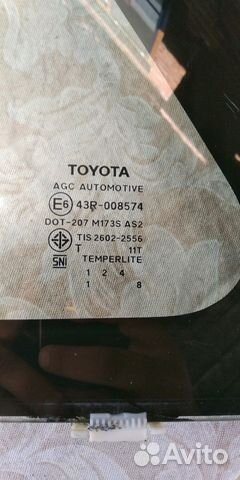 TOYOTA
AGC AUTOMOTIVE
E6 43R-008574
DOT-207 M173S AS2
TIS 2602-2556
T 11T
SNI TEMPERLITE
1 2 4
1 8
Avito